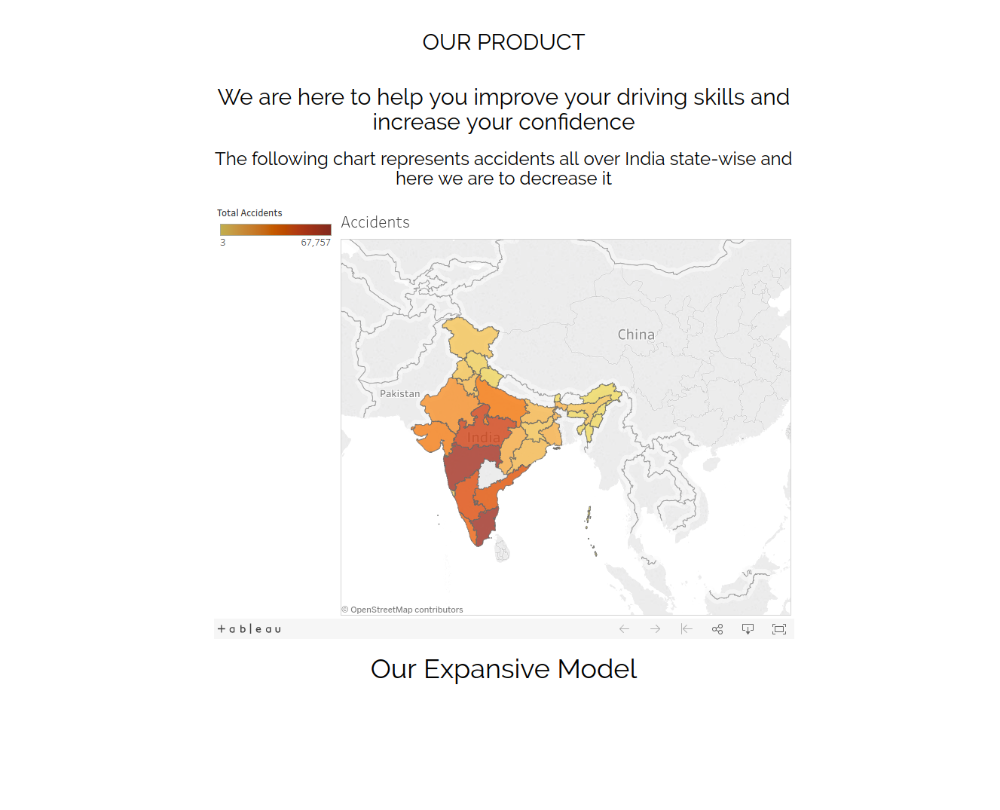 OUR PRODUCT
We are here to help you improve your driving skills and
increase your confidence
The following chart represents accidents all over India state-wise and
here we are to decrease it
Total Accidents
3 67,757
Accidents
China
Pakistan
India
© OpenStreetMap contributors
+ a b l e a u
Our Expansive Model